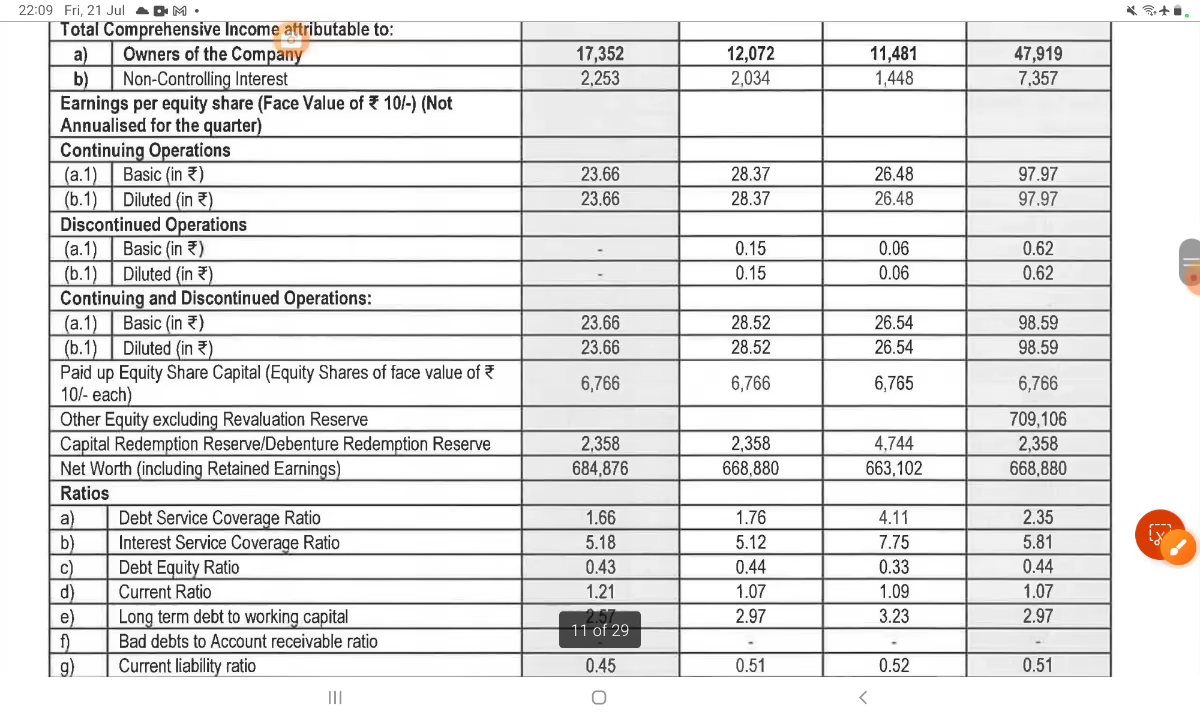 22:09 Fri, 21 Jul
Total Comprehensive Income attributable to:
a) Owners of the Company 17,352 12,072 11,481 47,919
b) Non-Controlling Interest 2,253 2,034 1,448 7,357
Earnings per equity share (Face Value of ₹ 10/-) (Not
Annualised for the quarter)
Continuing Operations
(a.1) Basic (in ₹) 23.66 28.37 26.48 97.97
(b.1) Diluted (in ₹) 23.66 28.37 26.48 97.97
Discontinued Operations
(a.1) Basic (in ₹) - 0.15 0.06 0.62
(b.1) Diluted (in ₹) - 0.15 0.06 0.62
Continuing and Discontinued Operations:
(a.1) Basic (in ₹) 23.66 28.52 26.54 98.59
(b.1) Diluted (in ₹) 23.66 28.52 26.54 98.59
Paid up Equity Share Capital (Equity Shares of face value of ₹
10/- each) 6,766 6,766 6,765 6,766
Other Equity excluding Revaluation Reserve 709,106
Capital Redemption Reserve/Debenture Redemption Reserve 2,358 2,358 4,744 2,358
Net Worth (including Retained Earnings) 684,876 668,880 663,102 668,880
Ratios
a) Debt Service Coverage Ratio 1.66 1.76 4.11 2.35
b) Interest Service Coverage Ratio 5.18 5.12 7.75 5.81
c) Debt Equity Ratio 0.43 0.44 0.33 0.44
d) Current Ratio 1.21 1.07 1.09 1.07
e) Long term debt to working capital 2.57 2.97 3.23 2.97
11 of 29
f) Bad debts to Account receivable ratio - - - -
g) Current liability ratio 0.45 0.51 0.52 0.51